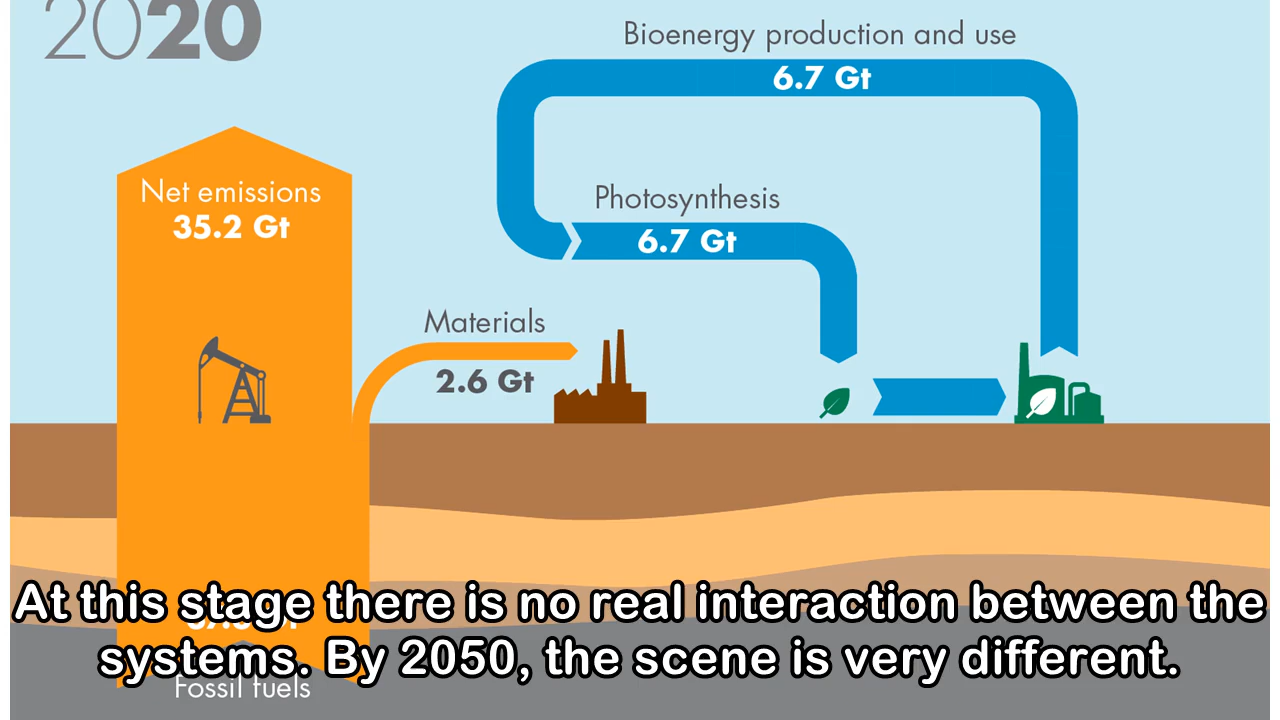 2020
Bioenergy production and use
6.7 Gt
Net emissions
35.2 Gt
Photosynthesis
6.7 Gt
Materials
2.6 Gt
At this stage there is no real interaction between the
systems. By 2050, the scene is very different.
Fossil fuels